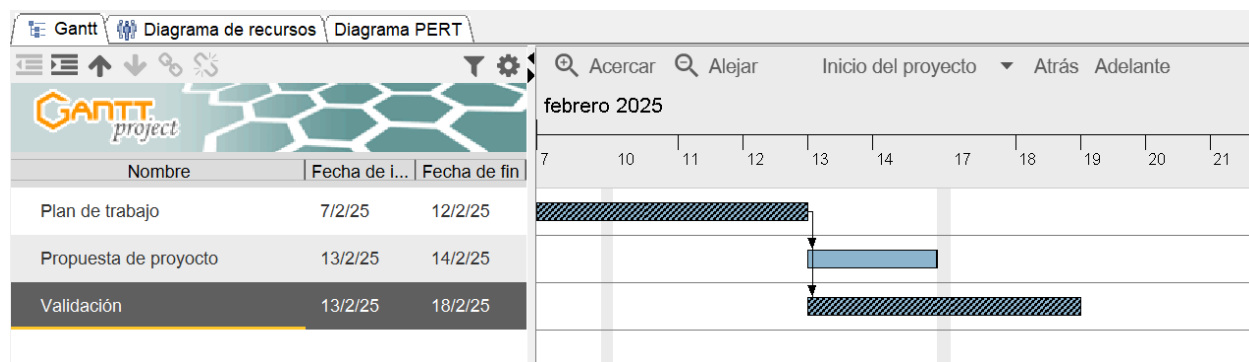 Gantt Diagrama de recursos Diagrama PERT
Acercar Alejar Inicio del proyecto Atrás Adelante
GANTT
project
febrero 2025
7 10 11 12 13 14 17 18 19 20 21
Nombre Fecha de i... Fecha de fin
Plan de trabajo 7/2/25 12/2/25
Propuesta de proyocto 13/2/25 14/2/25
Validación 13/2/25 18/2/25